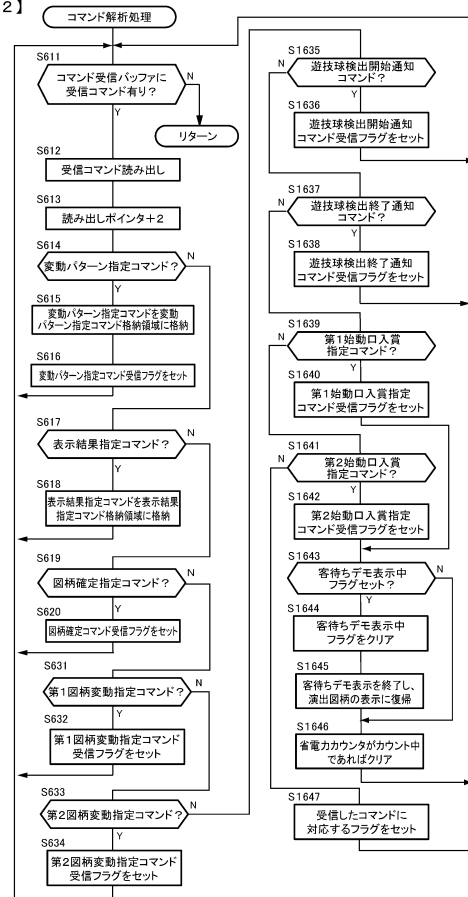 2】
コマンド解析処理
S611
コマンド受信バッファに
受信コマンド有り?
N
Y
リターン
S612
受信コマンド読み出し
S613
読み出しポインタ+2
S614
変動パターン指定コマンド?
N
Y
S615
変動パターン指定コマンドを変動
パターン指定コマンド格納領域に格納
S616
変動パターン指定コマンド受信フラグをセット
S617
表示結果指定コマンド?
N
Y
S618
表示結果指定コマンドを表示結果
指定コマンド格納領域に格納
S619
図柄確定指定コマンド?
N
Y
S620
図柄確定コマンド受信フラグをセット
S631
第1図柄変動指定コマンド?
N
Y
S632
第1図柄変動指定コマンド
受信フラグをセット
S633
第2図柄変動指定コマンド?
N
Y
S634
第2図柄変動指定コマンド
受信フラグをセット
S1635
遊技球検出開始通知
コマンド?
N
Y
S1636
遊技球検出開始通知
コマンド受信フラグをセット
S1637
遊技球検出終了通知
コマンド?
N
Y
S1638
遊技球検出終了通知
コマンド受信フラグをセット
S1639
第1始動口入賞
指定コマンド?
N
Y
S1640
第1始動口入賞指定
コマンド受信フラグをセット
S1641
第2始動口入賞
指定コマンド?
N
Y
S1642
第2始動口入賞指定
コマンド受信フラグをセット
S1643
客待ちデモ表示中
フラグセット?
N
Y
S1644
客待ちデモ表示中
フラグをクリア
S1645
客待ちデモ表示を終了し、
演出図柄の表示に復帰
S1646
省電力カウンタがカウント中
であればクリア
S1647
受信したコマンドに
対応するフラグをセット